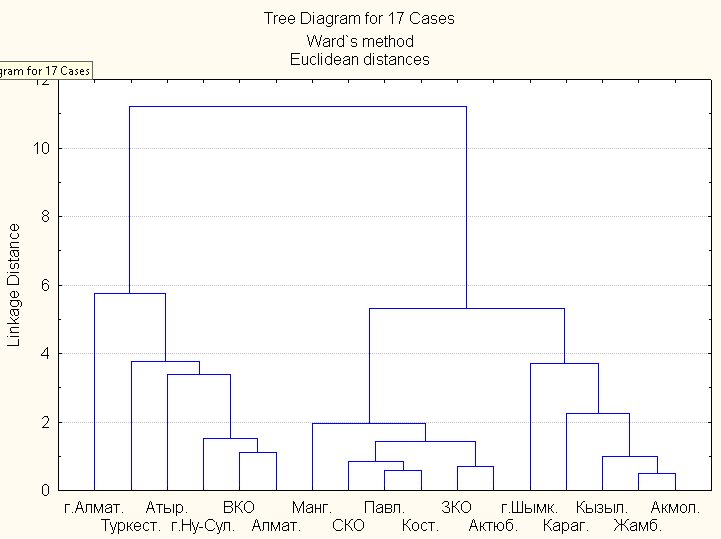 Tree Diagram for 17 Cases
Ward`s method
Euclidean distances
gram for 17 Cases
12
10
8
6
4
2
0
Linkage Distance
г.Алмат. Атыр. ВКО Манг. Павл. ЗКО г.Шымк. Кызыл. Акмол.
Туркест. г.Ну-Сул. Алмат. СКО Кост. Актюб. Караг. Жамб.